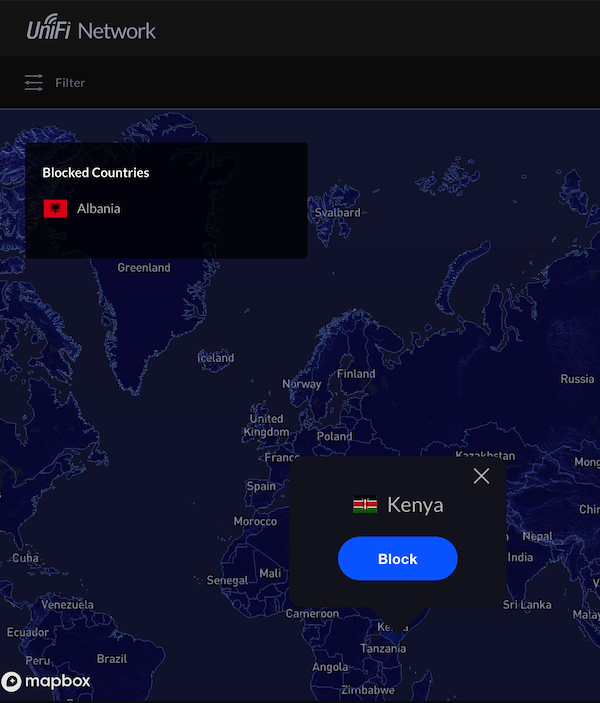 UniFi Network
Filter
Blocked Countries
Albania
Svalbard
Greenland
Iceland
Finland
Norway
Russia
United
Kingdom
Poland
France
Kazakhstan
Mong
Spain
Kenya
Morocco
Chin
Nepal
Cuba
Block
India
Mali
Senegal
Venezuela
Sri Lanka
Cameroon
Malay
Ecuador
Tanzania
Peru
Brazil
Angola
mapbox
Zimbabwe